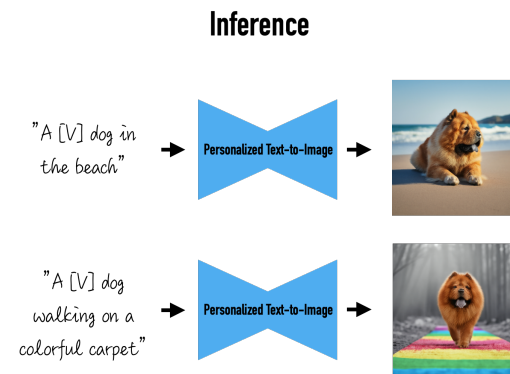 Inference
"A [V] dog in
the beach"
Personalized Text-to-Image
"A [V] dog
walking on a
colorful carpet"
Personalized Text-to-Image